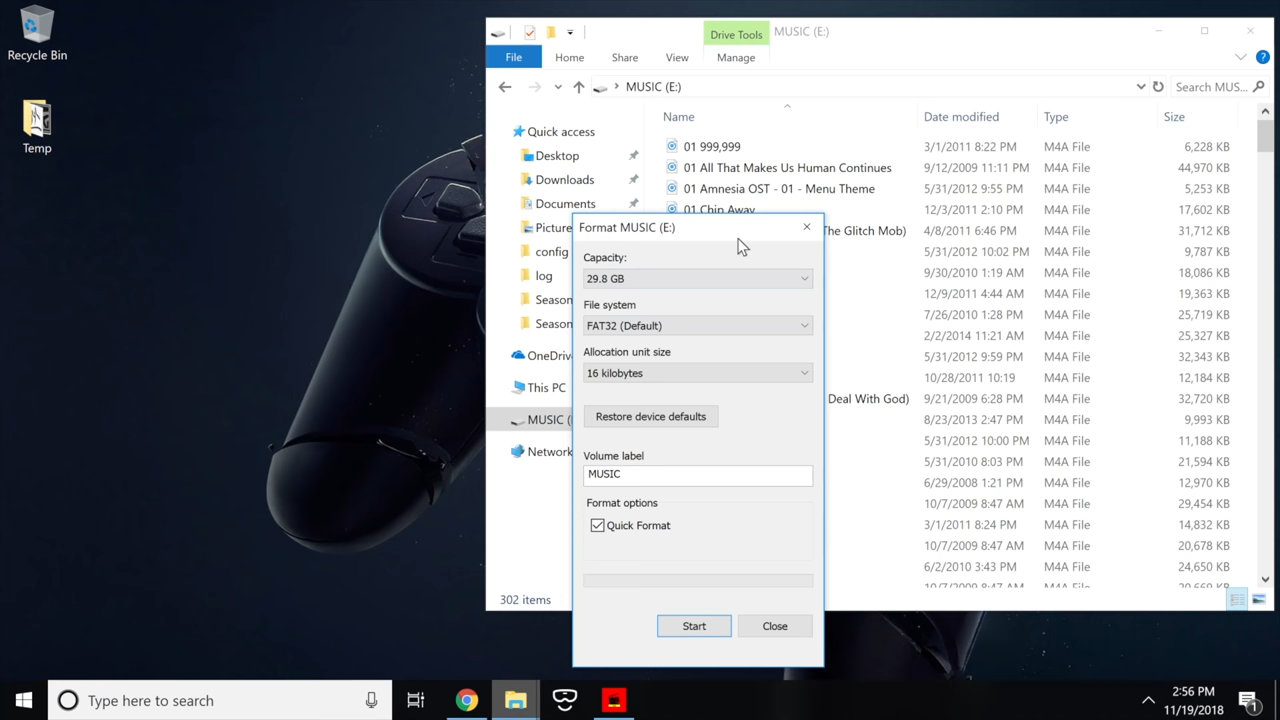 Recycle Bin
Temp
Drive Tools
MUSIC (E:)
File
Home
Share
View
Manage
MUSIC (E:)
Search MUS...
Name
Date modified
Type
Size
Quick access
Desktop
Downloads
Documents
Picture
config
log
Season
Season
OneDriv
This PC
MUSIC (
Network
01 999,999 3/1/2011 8:22 PM M4A File 6,228 KB
01 All That Makes Us Human Continues 9/12/2009 11:11 PM M4A File 44,970 KB
01 Amnesia OST - 01 - Menu Theme 5/31/2012 9:55 PM M4A File 5,253 KB
01 Chip Away 12/3/2011 2:10 PM M4A File 17,602 KB
The Glitch Mob) 4/8/2011 6:46 PM M4A File 31,712 KB
5/31/2012 10:02 PM M4A File 9,787 KB
9/30/2010 1:19 AM M4A File 18,086 KB
12/9/2011 4:44 AM M4A File 19,363 KB
7/26/2010 1:28 PM M4A File 25,719 KB
2/2/2014 11:21 AM M4A File 25,327 KB
5/31/2012 9:59 PM M4A File 32,343 KB
10/28/2011 10:19 M4A File 12,184 KB
Deal With God) 9/21/2009 6:28 PM M4A File 32,720 KB
8/23/2013 2:47 PM M4A File 9,993 KB
5/31/2012 10:00 PM M4A File 11,188 KB
5/31/2010 8:03 PM M4A File 21,594 KB
6/29/2008 1:21 PM M4A File 12,970 KB
10/7/2009 8:47 AM M4A File 29,454 KB
3/1/2011 8:24 PM M4A File 14,832 KB
10/7/2009 8:47 AM M4A File 20,678 KB
6/2/2010 3:43 PM M4A File 24,650 KB
10/7/2009 8:47 AM M4A File 20,669 KB
302 items
Format MUSIC (E:)
Capacity:
29.8 GB
File system
FAT32 (Default)
Allocation unit size
16 kilobytes
Restore device defaults
Volume label
MUSIC
Format options
Quick Format
Start
Close
Type here to search
2:56 PM
11/19/2018
1